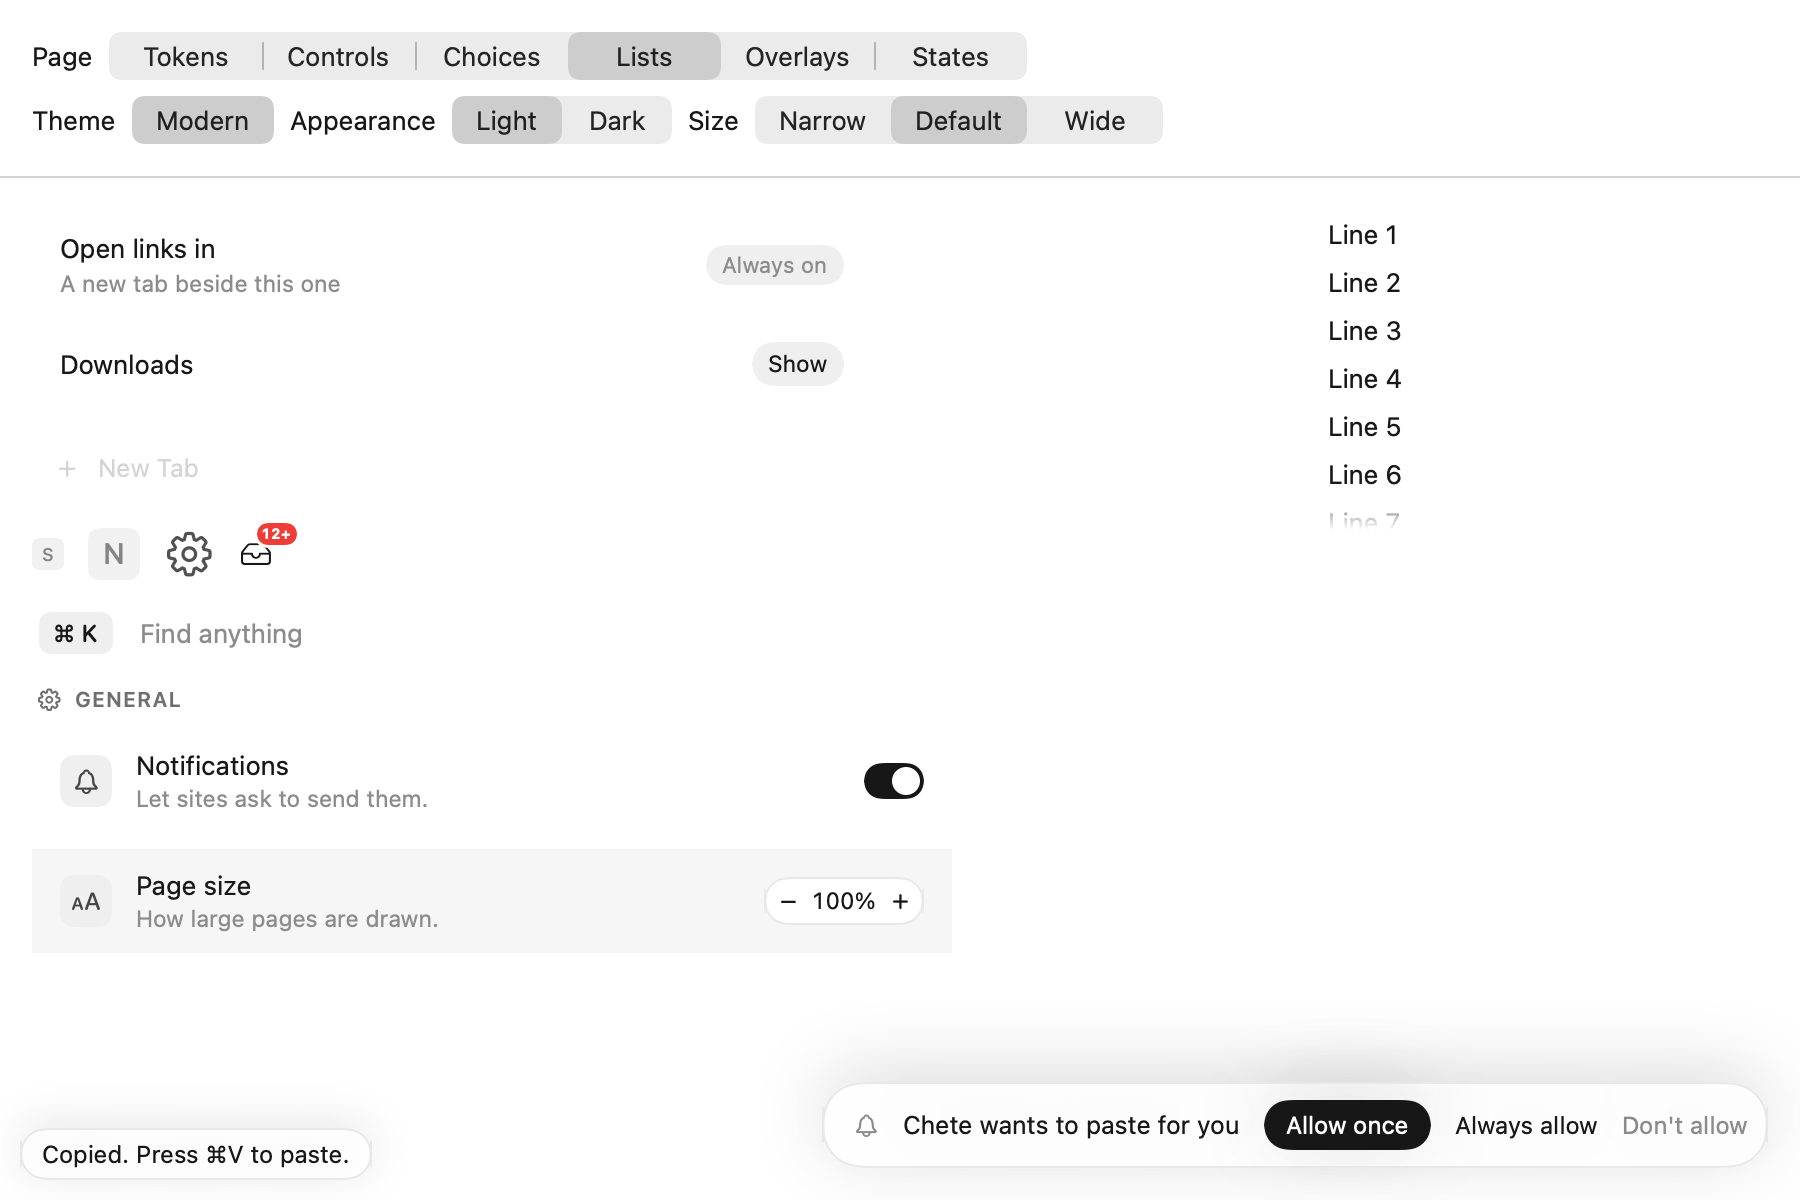 Page Tokens Controls Choices Lists Overlays States
Theme Modern Appearance Light Dark Size Narrow Default Wide
Open links in
A new tab beside this one
Always on
Downloads
Show
+ New Tab
S N 12+
⌘ K Find anything
GENERAL
Notifications
Let sites ask to send them.
AA
Page size
How large pages are drawn.
− 100% +
Line 1
Line 2
Line 3
Line 4
Line 5
Line 6
Line 7
Copied. Press ⌘V to paste.
Chete wants to paste for you Allow once Always allow Don't allow